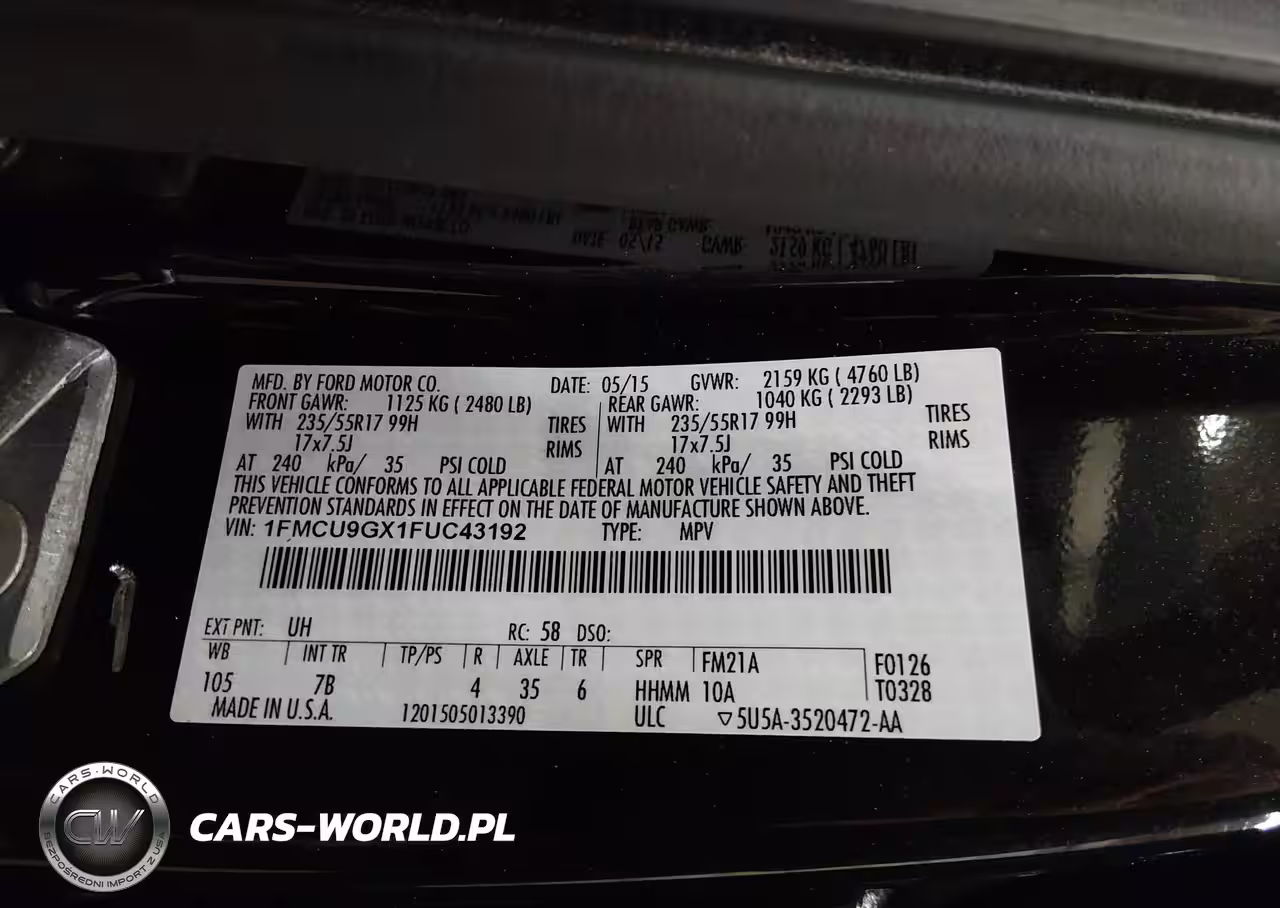 MFD. BY FORD MOTOR CO. DATE: 05/15 GVWR: 2159 KG ( 4760 LB)
FRONT GAWR: 1125 KG ( 2480 LB) REAR GAWR: 1040 KG ( 2293 LB)
WITH 235/55R17 99H TIRES WITH 235/55R17 99H TIRES
17x7.5J RIMS 17x7.5J RIMS
AT 240 kPa/ 35 PSI COLD AT 240 kPa/ 35 PSI COLD
THIS VEHICLE CONFORMS TO ALL APPLICABLE FEDERAL MOTOR VEHICLE SAFETY AND THEFT
PREVENTION STANDARDS IN EFFECT ON THE DATE OF MANUFACTURE SHOWN ABOVE.
VIN: 1FMCU9GX1FUC43192 TYPE: MPV
EXT PNT: UH RC: 58 DSO:
WB INT TR TP/PS R AXLE TR SPR FM21A F0126
105 7B 4 35 6 HHMM 10A T0328
MADE IN U.S.A. 1201505013390 ULC ▽5U5A-3520472-AA
CARS-WORLD
CW
BEZPOŚREDNI IMPORT Z USA
CARS-WORLD.PL